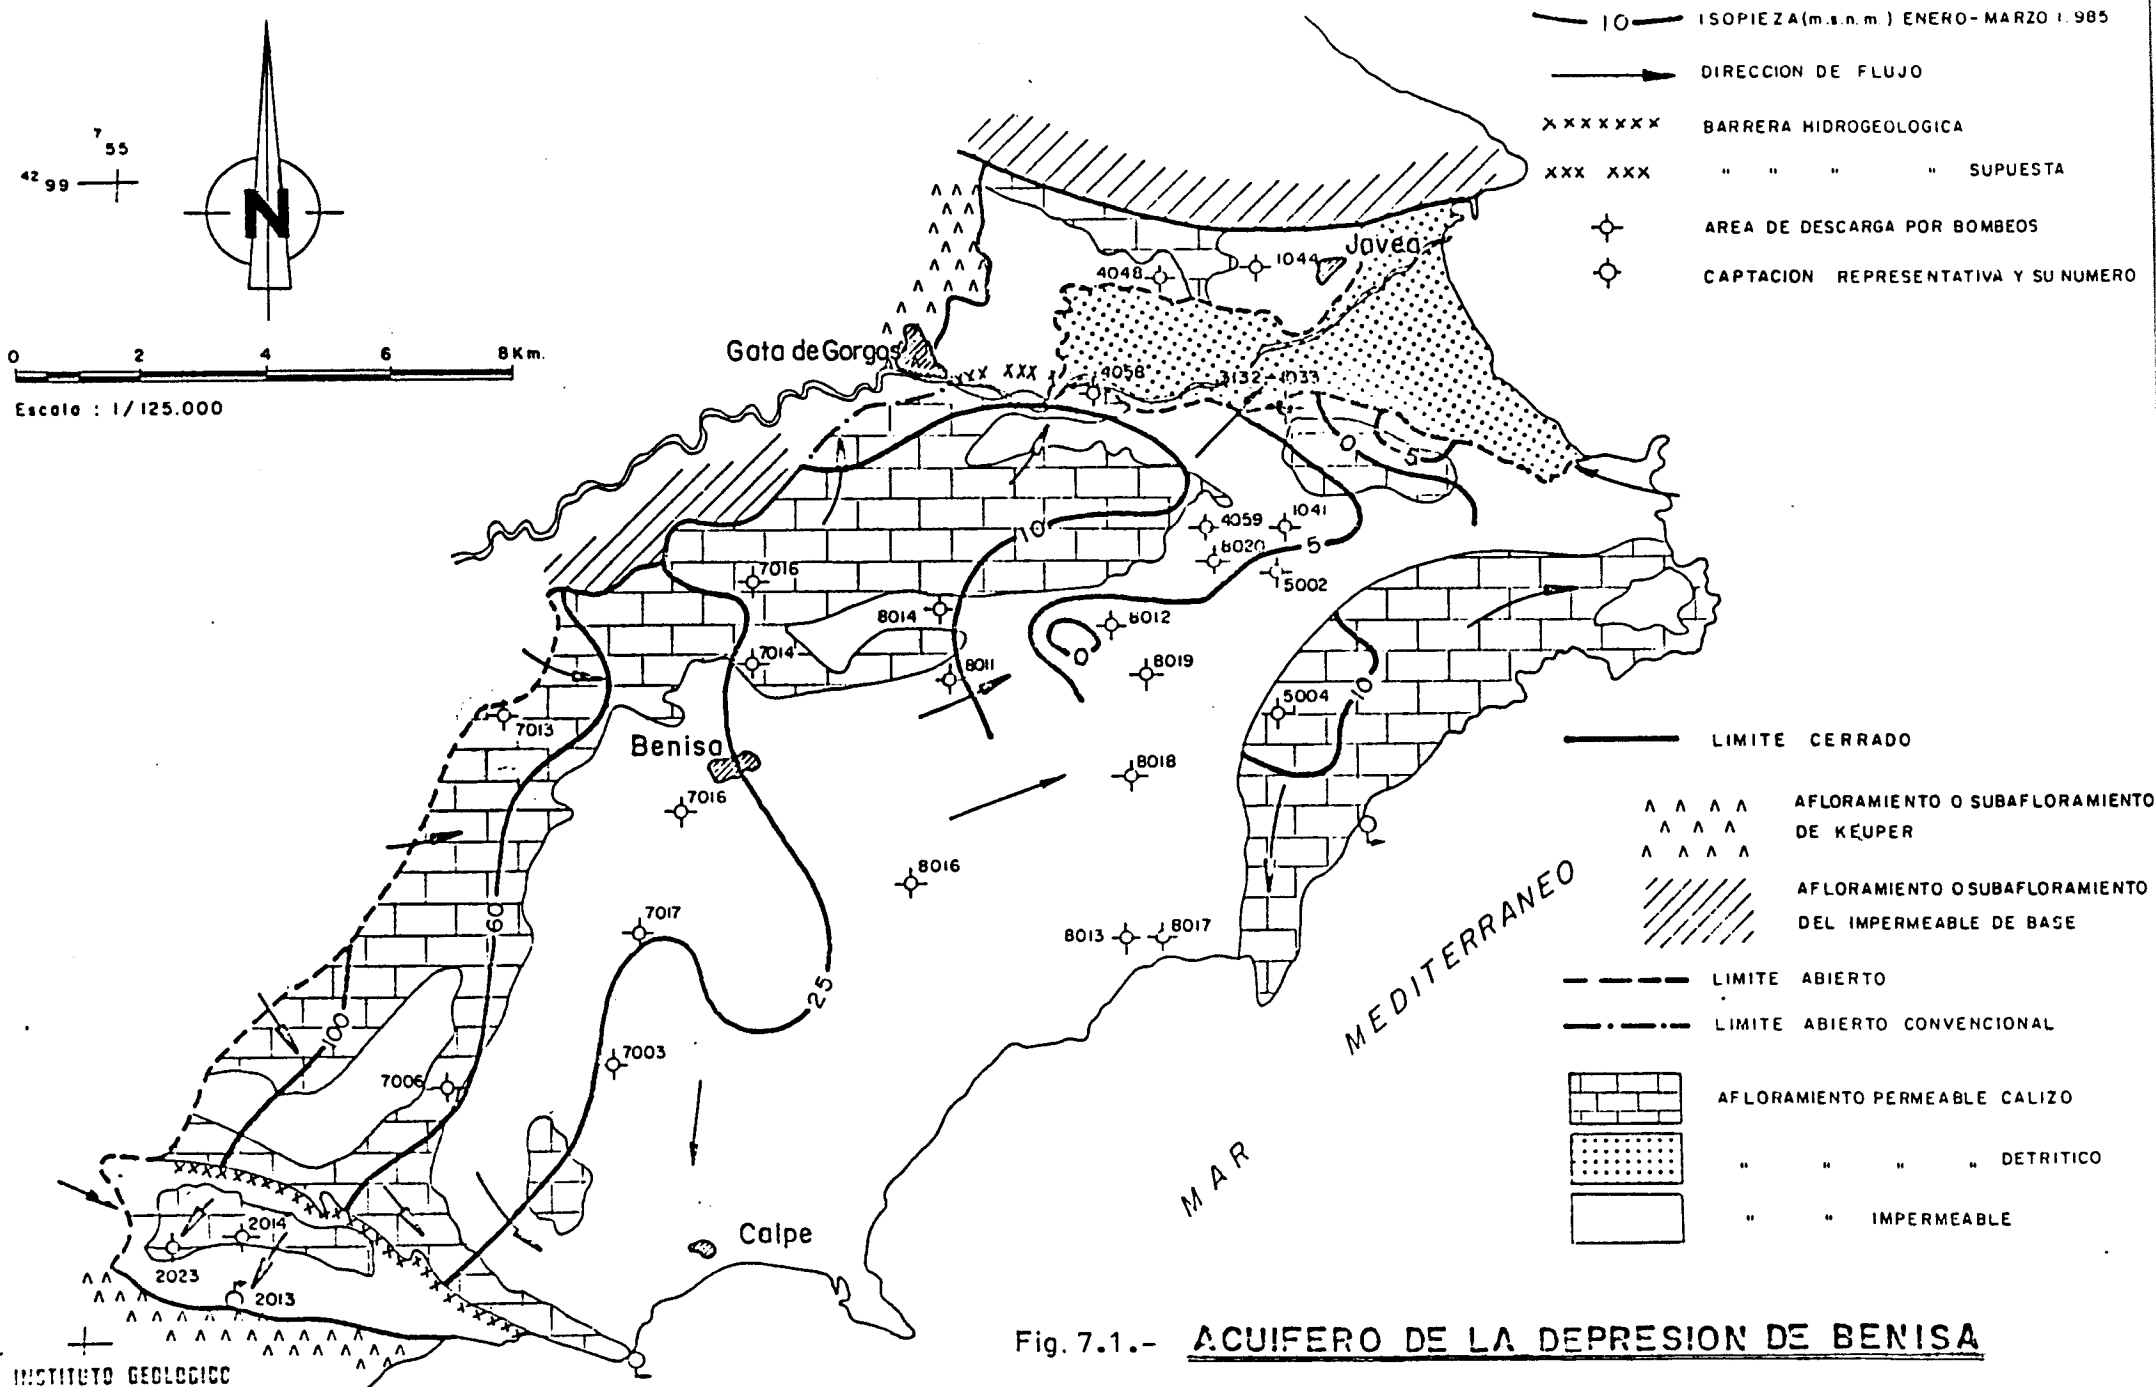 10 ISOPIEZA (m.s.n.m.) ENERO-MARZO 1.985
DIRECCION DE FLUJO
BARRERA HIDROGEOLOGICA
" " " " SUPUESTA
AREA DE DESCARGA POR BOMBEOS
CAPTACION REPRESENTATIVA Y SU NUMERO
7 55
42 99
N
0 2 4 6 8 Km.
Escala : 1/125.000
Javea
4048
1044
Gata de Gorgos
4058
3132-1033
0
5
10
4059
1041
8020
5
5002
7016
8014
8012
0
7014
8011
8019
5004
10
7013
Benisa
8018
7016
8016
60
7017
8013
8017
25
100
7003
7006
2014
2023
2013
Calpe
MAR
MEDITERRANEO
LIMITE CERRADO
AFLORAMIENTO O SUBAFLORAMIENTO
DE KEUPER
AFLORAMIENTO O SUBAFLORAMIENTO
DEL IMPERMEABLE DE BASE
LIMITE ABIERTO
LIMITE ABIERTO CONVENCIONAL
AFLORAMIENTO PERMEABLE CALIZO
" " " " DETRITICO
" " IMPERMEABLE
Fig. 7.1.- ACUIFERO DE LA DEPRESION DE BENISA
INSTITUTO GEOLOGICO